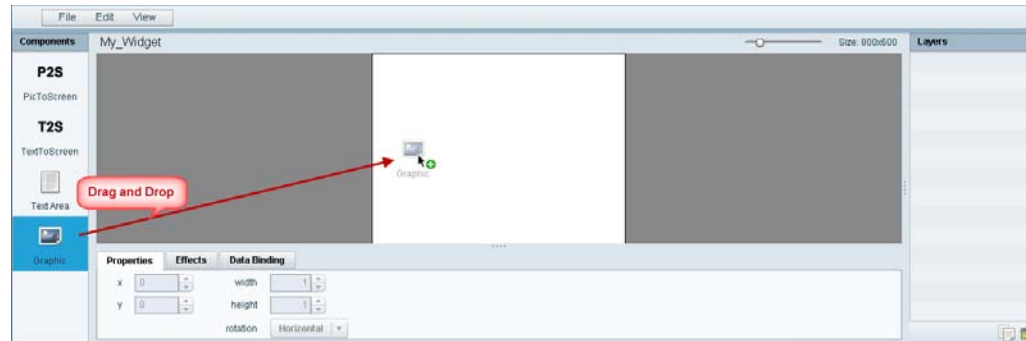 File Edit View
Components
My_Widget
Size: 800x600
Layers
P2S
PicToScreen
T2S
TextToScreen
Text Area
Graphic
Drag and Drop
Graphic
Properties Effects Data Binding
x 0 width 1
y 0 height 1
rotation Horizontal